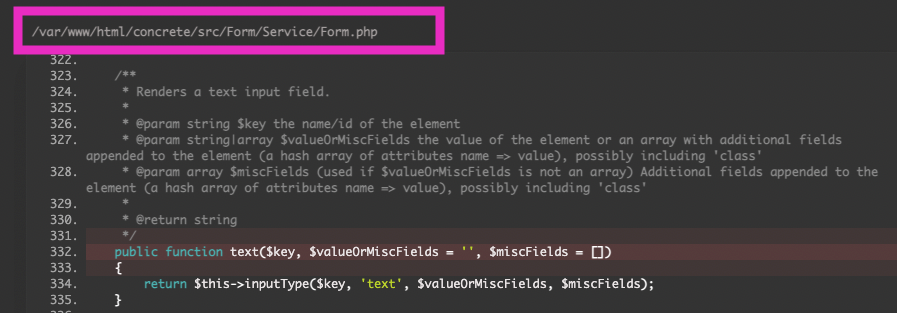 /var/www/html/concrete/src/Form/Service/Form.php
322.
323. /**
324. * Renders a text input field.
325. *
326. * @param string $key the name/id of the element
327. * @param string|array $valueOrMiscFields the value of the element or an array with additional fields
appended to the element (a hash array of attributes name => value), possibly including 'class'
328. * @param array $miscFields (used if $valueOrMiscFields is not an array) Additional fields appended to the
element (a hash array of attributes name => value), possibly including 'class'
329. *
330. * @return string
331. */
332. public function text($key, $valueOrMiscFields = '', $miscFields = [])
333. {
334. return $this->inputType($key, 'text', $valueOrMiscFields, $miscFields);
335. }